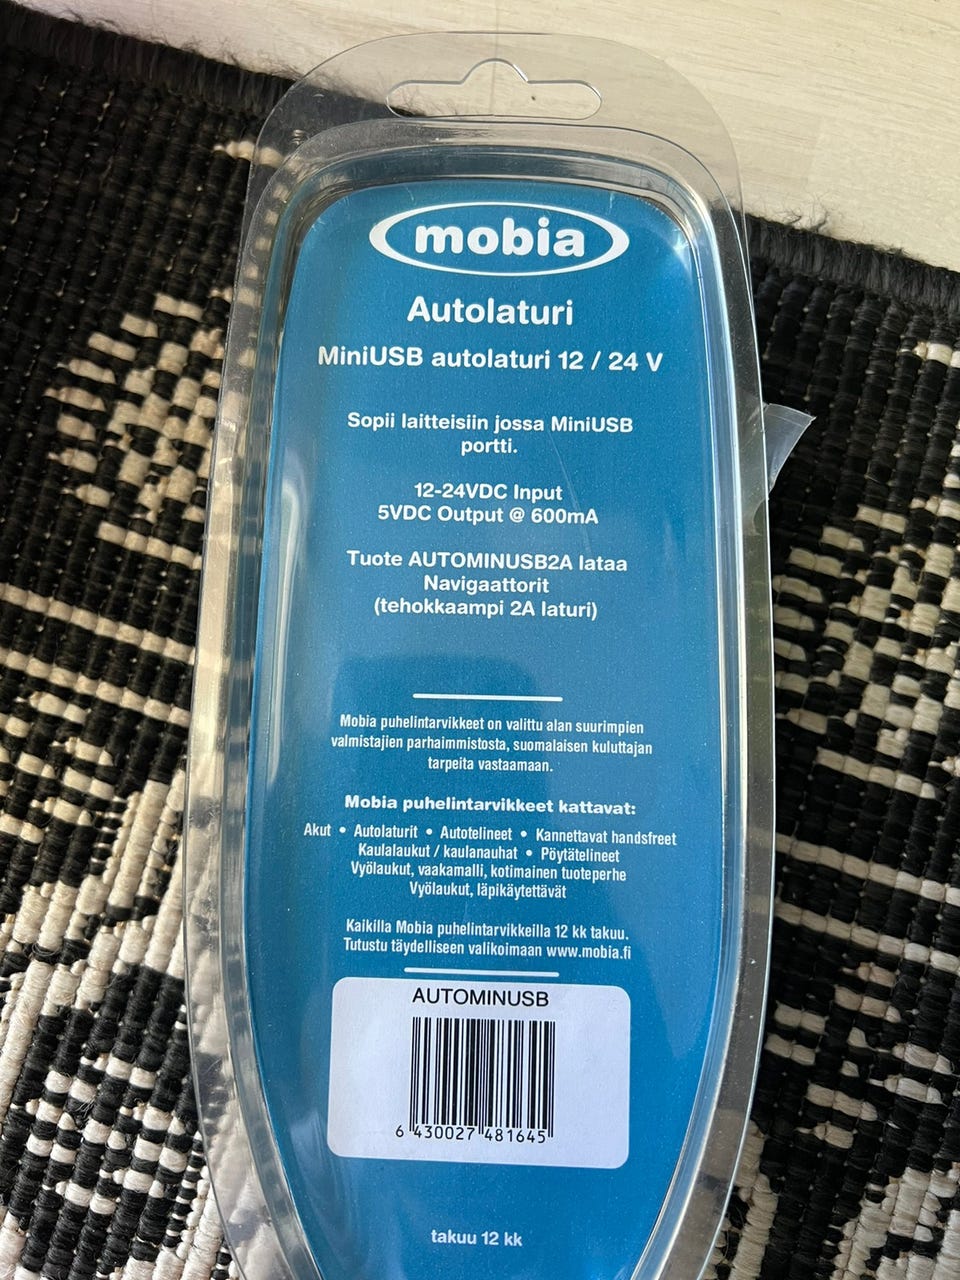 mobia
Autolaturi
MiniUSB autolaturi 12 / 24 V
Sopii laitteisiin jossa MiniUSB
portti.
12-24VDC Input
5VDC Output @ 600mA
Tuote AUTOMINUSB2A lataa
Navigaattorit
(tehokkaampi 2A laturi)
Mobia puhelintarvikkeet on valittu alan suurimpien
valmistajien parhaimmistosta, suomalaisen kuluttajan
tarpeita vastaamaan.
Mobia puhelintarvikkeet kattavat:
Akut • Autolaturit • Autotelineet • Kannettavat handsfreet
Kaulalaukut / kaulanauhat • Pöytätelineet
Vyölaukut, vaakamalli, kotimainen tuoteperhe
Vyölaukut, läpikäytettävät
Kaikilla Mobia puhelintarvikkeilla 12 kk takuu.
Tutustu täydelliseen valikoimaan www.mobia.fi
AUTOMINUSB
6 430027 481645
takuu 12 kk